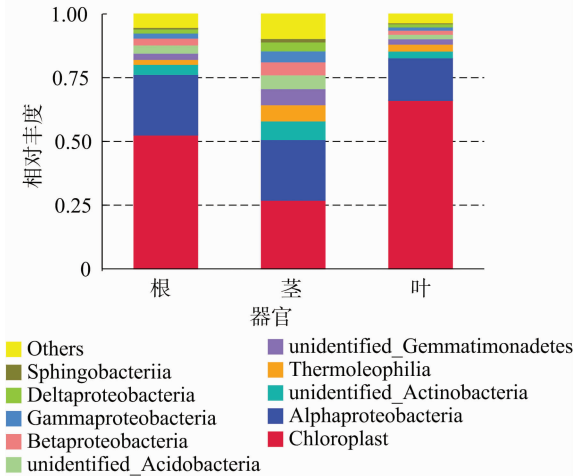 1.00
0.75
0.50
0.25
0
相对丰度
根
茎
叶
器官
Others
Sphingobacteriia
Deltaproteobacteria
Gammaproteobacteria
Betaproteobacteria
unidentified_Acidobacteria
unidentified_Gemmatimonadetes
Thermoleophilia
unidentified_Actinobacteria
Alphaproteobacteria
Chloroplast